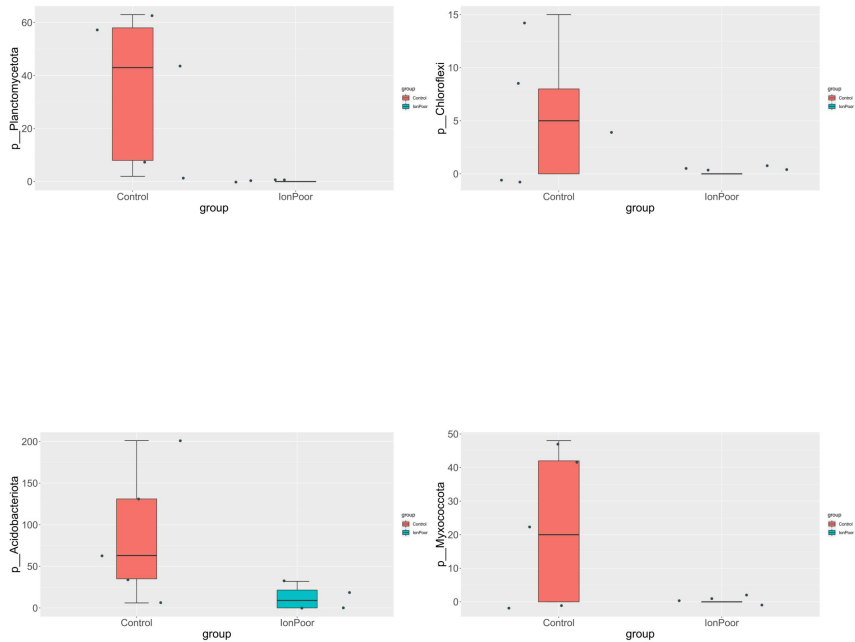 p__Planctomycetota
60
40
20
0
Control
IonPoor
group
group
Control
IonPoor
p__Chloroflexi
15
10
5
0
Control
IonPoor
group
group
Control
IonPoor
p__Acidobacteriota
200
150
100
50
0
Control
IonPoor
group
group
Control
IonPoor
p__Myxococcota
50
40
30
20
10
0
Control
IonPoor
group
group
Control
IonPoor